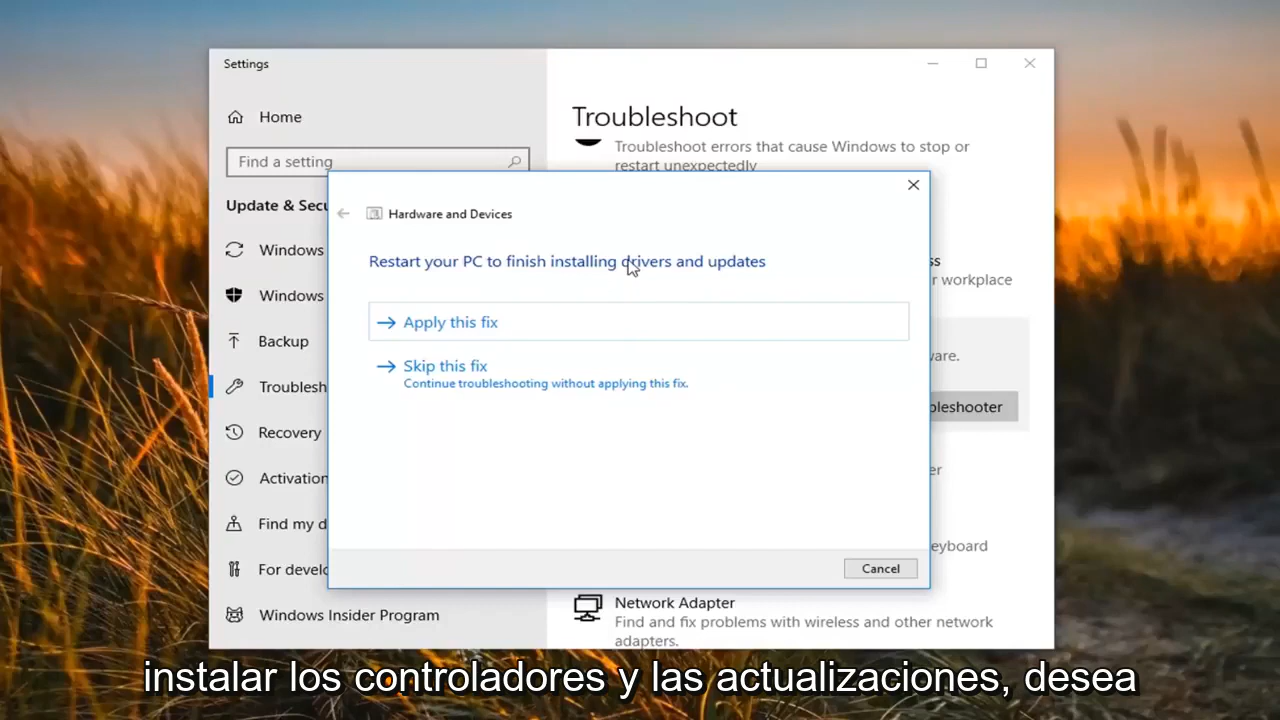 Settings
Home
Find a setting
Update & Secu
Windows
Windows
Backup
Troublesh
Recovery
Activation
Find my d
For develo
Windows Insider Program
Troubleshoot
Troubleshoot errors that cause Windows to stop or
restart unexpectedly
ss
r workplace
vare.
bleshooter
er
eyboard
Network Adapter
Find and fix problems with wireless and other network
adapters.
Hardware and Devices
Restart your PC to finish installing drivers and updates
Apply this fix
Skip this fix
Continue troubleshooting without applying this fix.
Cancel
instalar los controladores y las actualizaciones, desea